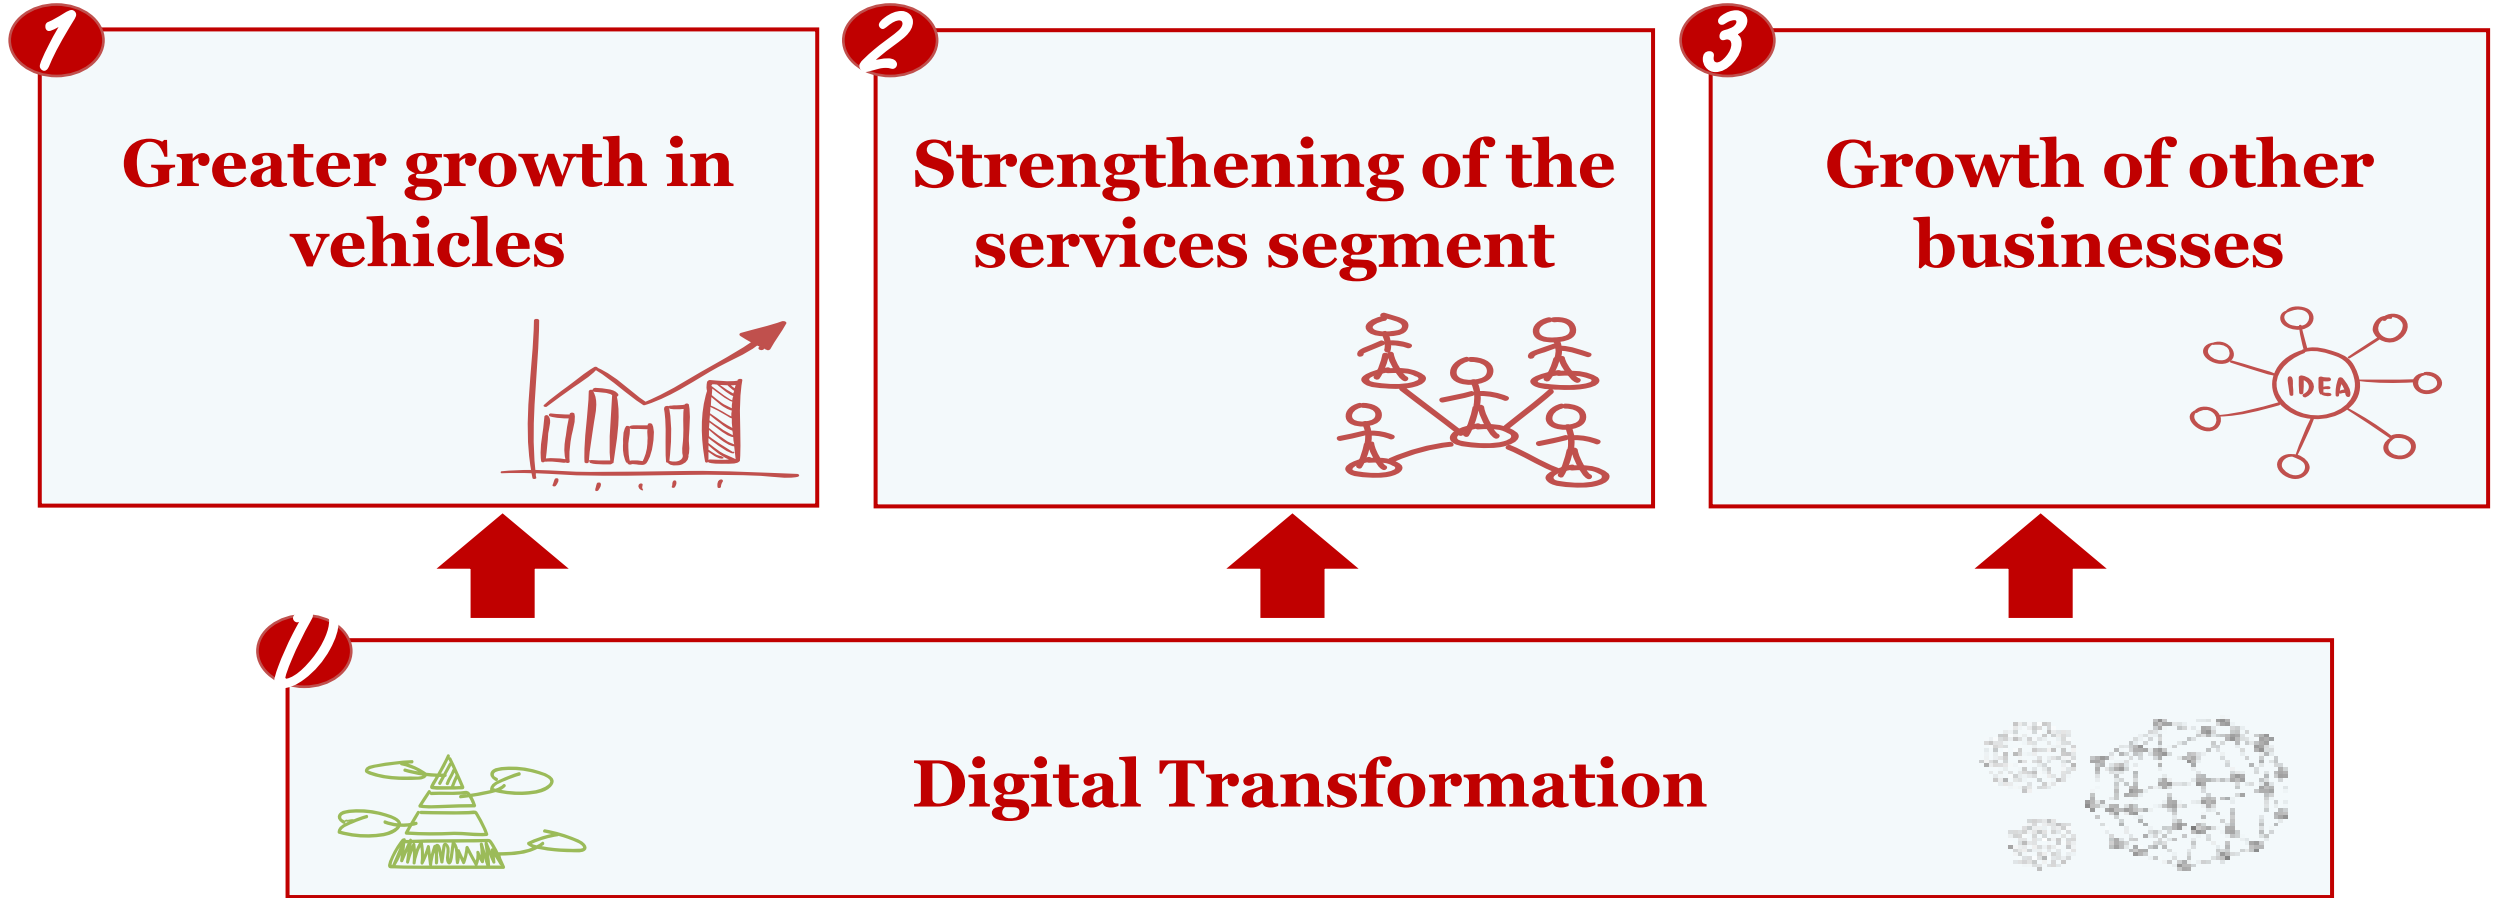 1
Greater growth in
vehicles
2
Strengthening of the
services segment
3
Growth of other
businesses
IDEA
Digital Transformation